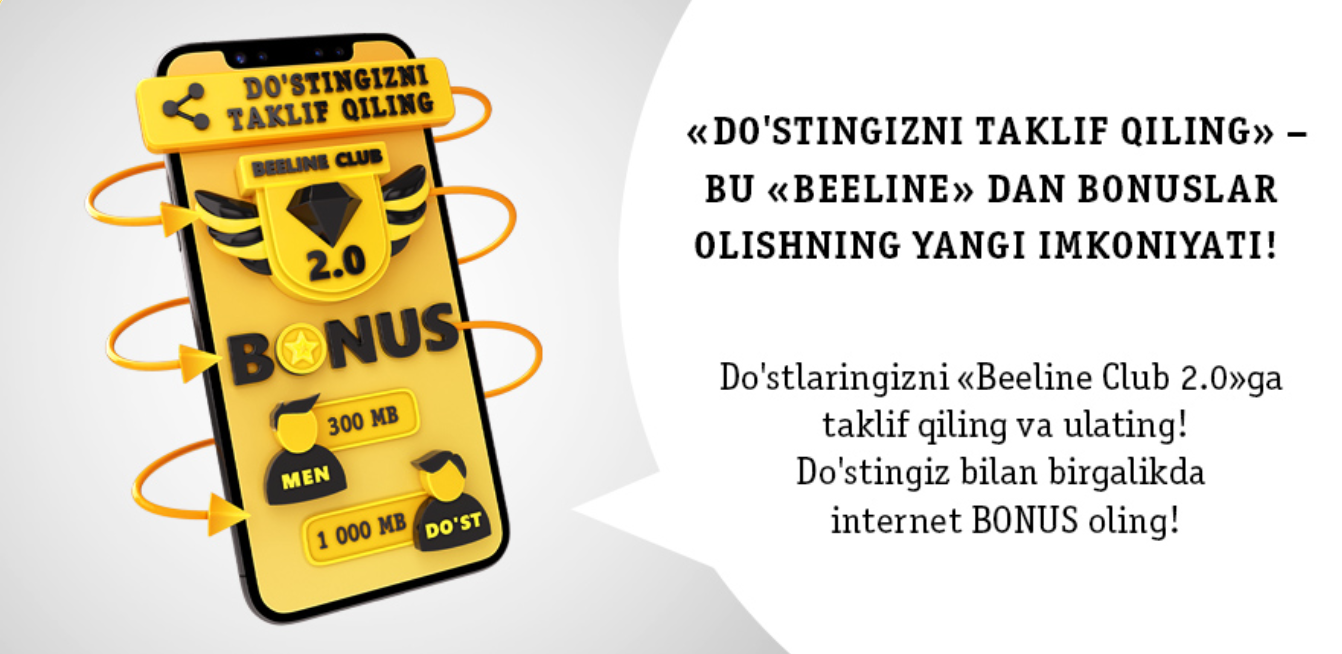 DO'STINGIZNI
TAKLIF QILING
BEELINE CLUB
2.0
BONUS
300 MB
MEN
1 000 MB
DO'ST
«DO'STINGIZNI TAKLIF QILING» –
BU «BEELINE» DAN BONUSLAR
OLISHNING YANGI IMKONIYATI!
Do'stlaringizni «Beeline Club 2.0»ga
taklif qiling va ulating!
Do'stingiz bilan birgalikda
internet BONUS oling!